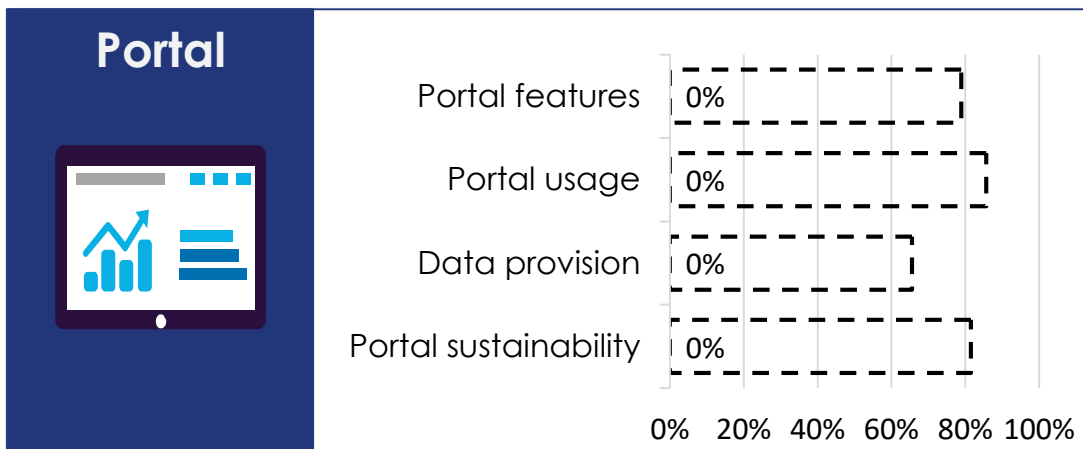 Portal
Portal features
0%
Portal usage
0%
Data provision
0%
Portal sustainability
0%
0% 20% 40% 60% 80% 100%